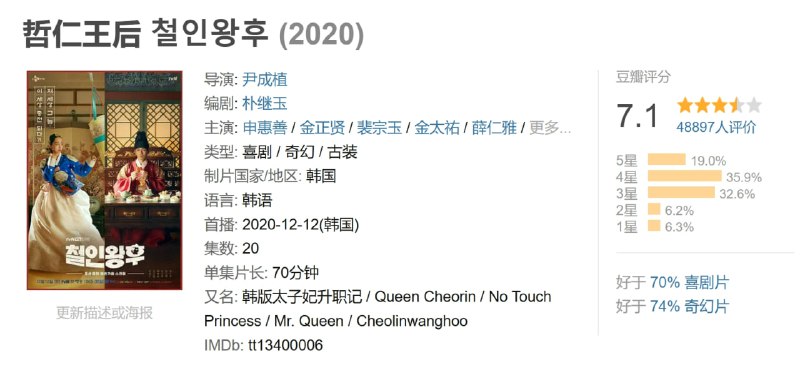 哲仁王后 철인왕후 (2020)
철인왕후
更新描述或海报
导演: 尹成植
编剧: 朴继玉
主演: 申惠善 / 金正贤 / 裴宗玉 / 金太祐 / 薛仁雅 / 更多...
类型: 喜剧 / 奇幻 / 古装
制片国家/地区: 韩国
语言: 韩语
首播: 2020-12-12(韩国)
集数: 20
单集片长: 70分钟
又名: 韩版太子妃升职记 / Queen Cheorin / No Touch
Princess / Mr. Queen / Cheolinwanghoo
IMDb: tt13400006
豆瓣评分
7.1
48897人评价
5星 19.0%
4星 35.9%
3星 32.6%
2星 6.2%
1星 6.3%
好于 70% 喜剧片
好于 74% 奇幻片